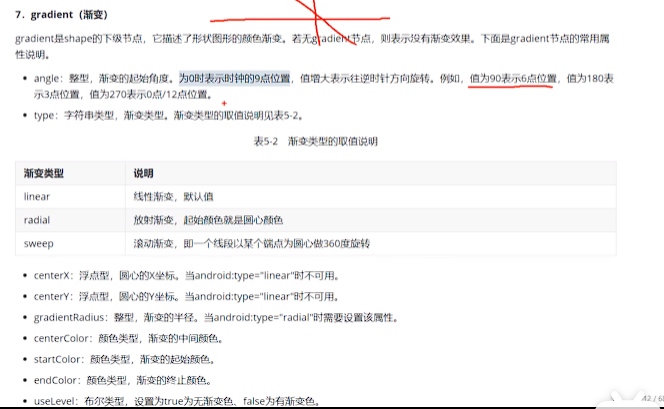 7. gradient（渐变）
gradient是shape的下级节点，它描述了形状图形的颜色渐变。若无gradient节点，则表示没有渐变效果。下面是gradient节点的常用属
性说明。
• angle：整型，渐变的起始角度。为0时表示时钟的9点位置，值增大表示往逆时针方向旋转。例如，值为90表示6点位置，值为180表
示3点位置，值为270表示0点/12点位置。
• type：字符串类型，渐变类型。渐变类型的取值说明见表5-2。
表5-2 渐变类型的取值说明
渐变类型 说明
linear 线性渐变，默认值
radial 放射渐变，起始颜色就是圆心颜色
sweep 滚动渐变，即一个线段以某个端点为圆心做360度旋转
• centerX：浮点型，圆心的X坐标。当android:type="linear"时不可用。
• centerY：浮点型，圆心的Y坐标。当android:type="linear"时不可用。
• gradientRadius：整型，渐变的半径。当android:type="radial"时需要设置该属性。
• centerColor：颜色类型，渐变的中间颜色。
• startColor：颜色类型，渐变的起始颜色。
• endColor：颜色类型，渐变的终止颜色。
• useLevel：布尔类型，设置为true为无渐变色、false为有渐变色。